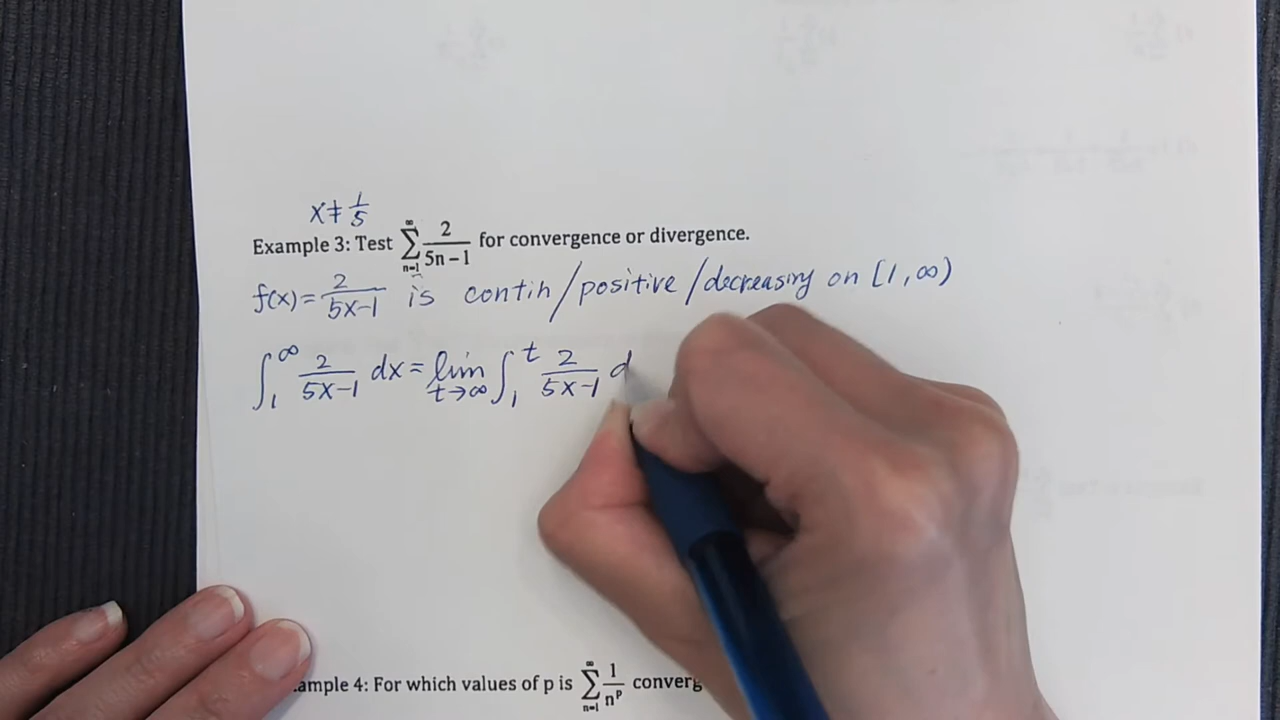 x ≠ 1/5
Example 3: Test ∑_{n=1}^{∞} 2/(5n−1) for convergence or divergence.
f(x) = 2/(5x−1) is contin/positive/decreasing on [1,∞)
∫_1^∞ 2/(5x−1) dx = lim_{t→∞} ∫_1^t 2/(5x−1) d
ample 4: For which values of p is ∑_{n=1}^{∞} 1/n^p converg